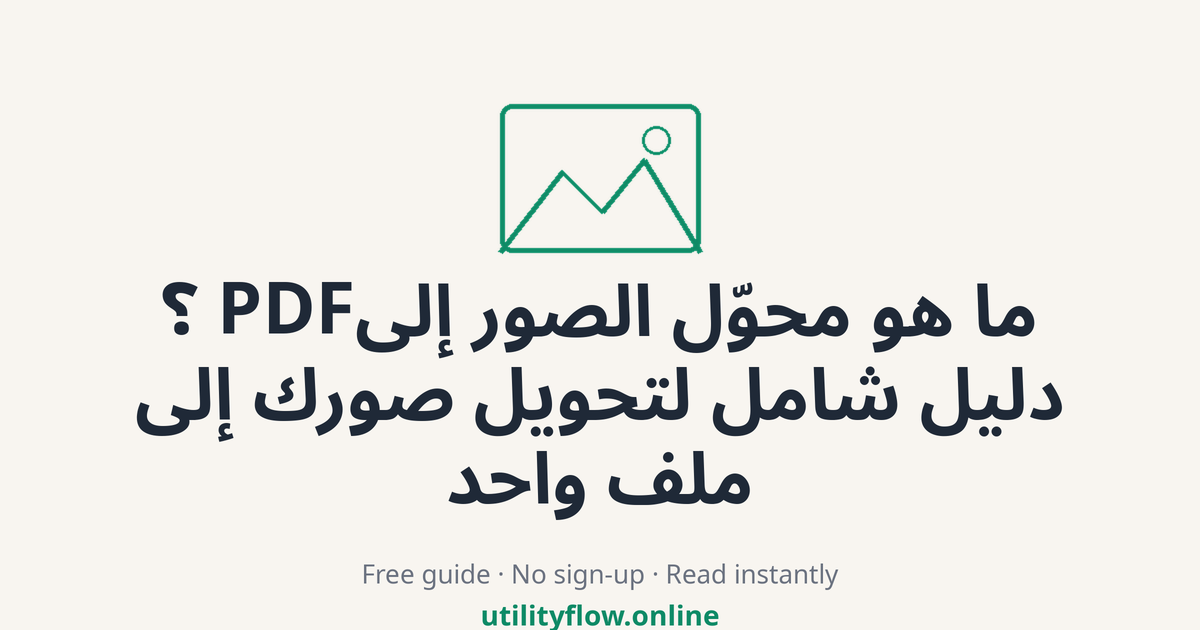 ما هو محوّل الصور إلىPDF ؟
دليل شامل لتحويل صورك إلى
ملف واحد
Free guide · No sign-up · Read instantly
utilityflow.online